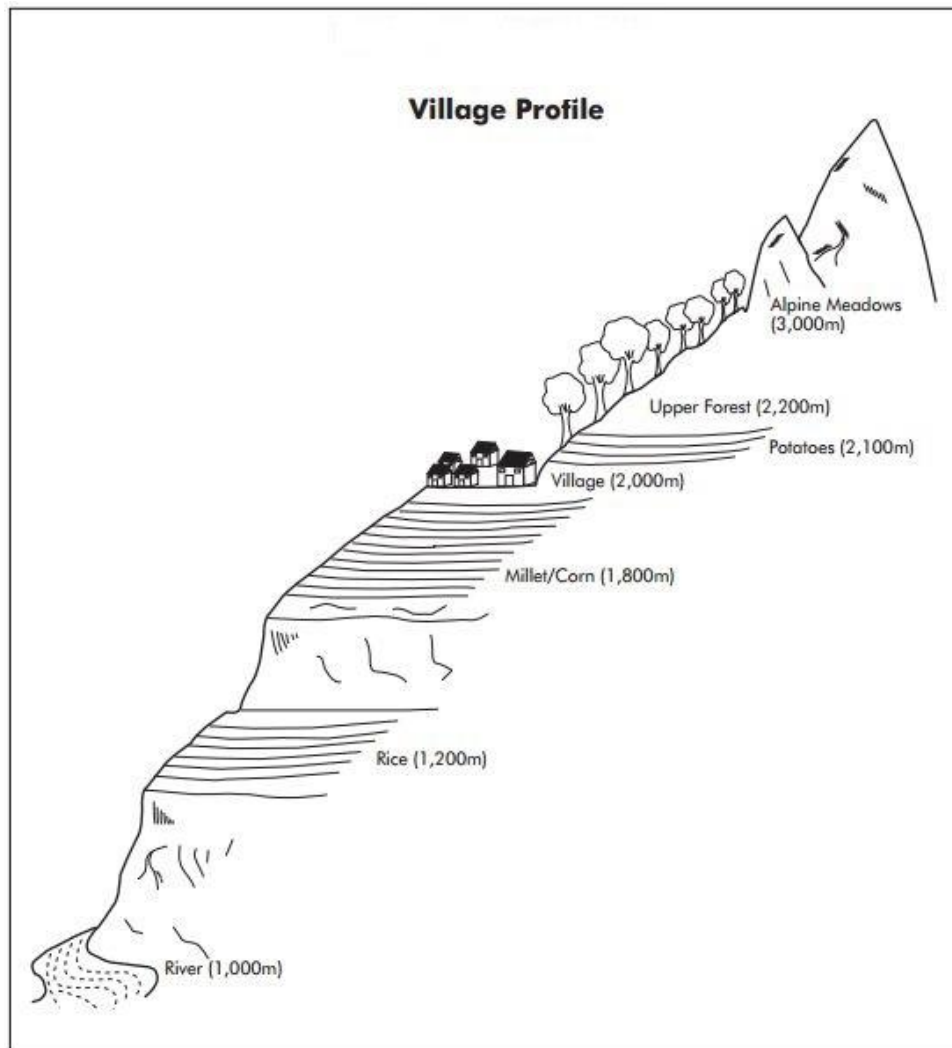 Village Profile
Alpine Meadows
(3,000m)
Upper Forest (2,200m)
Potatoes (2,100m)
Village (2,000m)
Millet/Corn (1,800m)
Rice (1,200m)
River (1,000m)